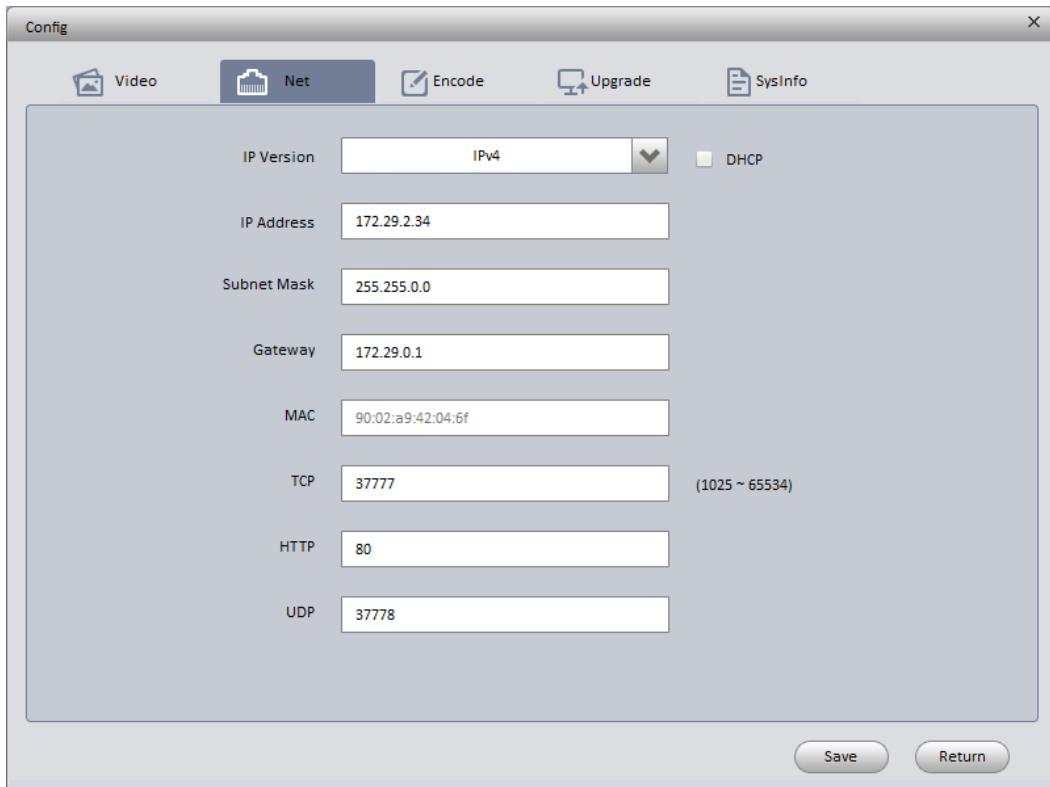 Config
Video Net Encode Upgrade SysInfo
IP Version IPv4 DHCP
IP Address 172.29.2.34
Subnet Mask 255.255.0.0
Gateway 172.29.0.1
MAC 90:02:a9:42:04:6f
TCP 37777 (1025 ~ 65534)
HTTP 80
UDP 37778
Save Return